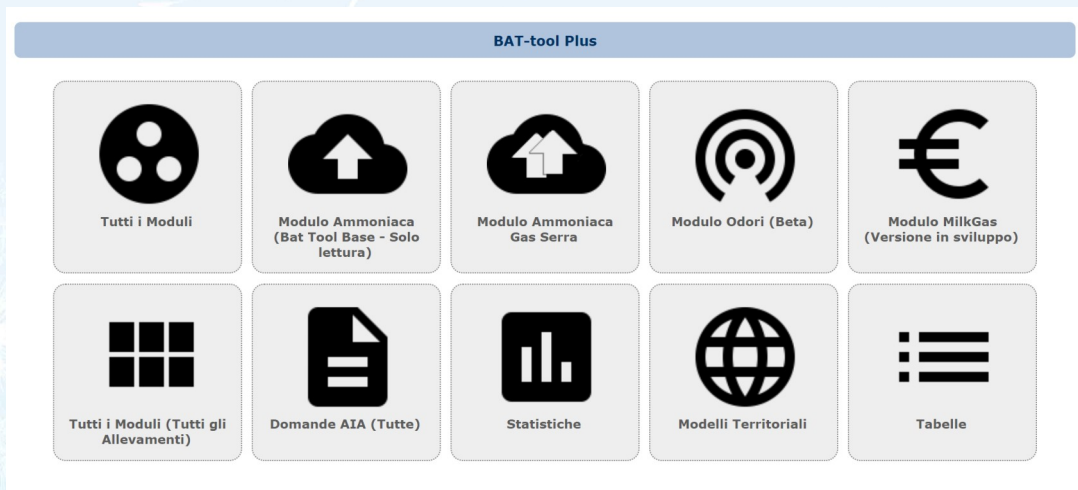 BAT-tool Plus
Tutti i Moduli
Modulo Ammoniaca
(Bat Tool Base - Solo
lettura)
Modulo Ammoniaca
Gas Serra
Modulo Odori (Beta)
Modulo MilkGas
(Versione in sviluppo)
Tutti i Moduli (Tutti gli
Allevamenti)
Domande AIA (Tutte)
Statistiche
Modelli Territoriali
Tabelle